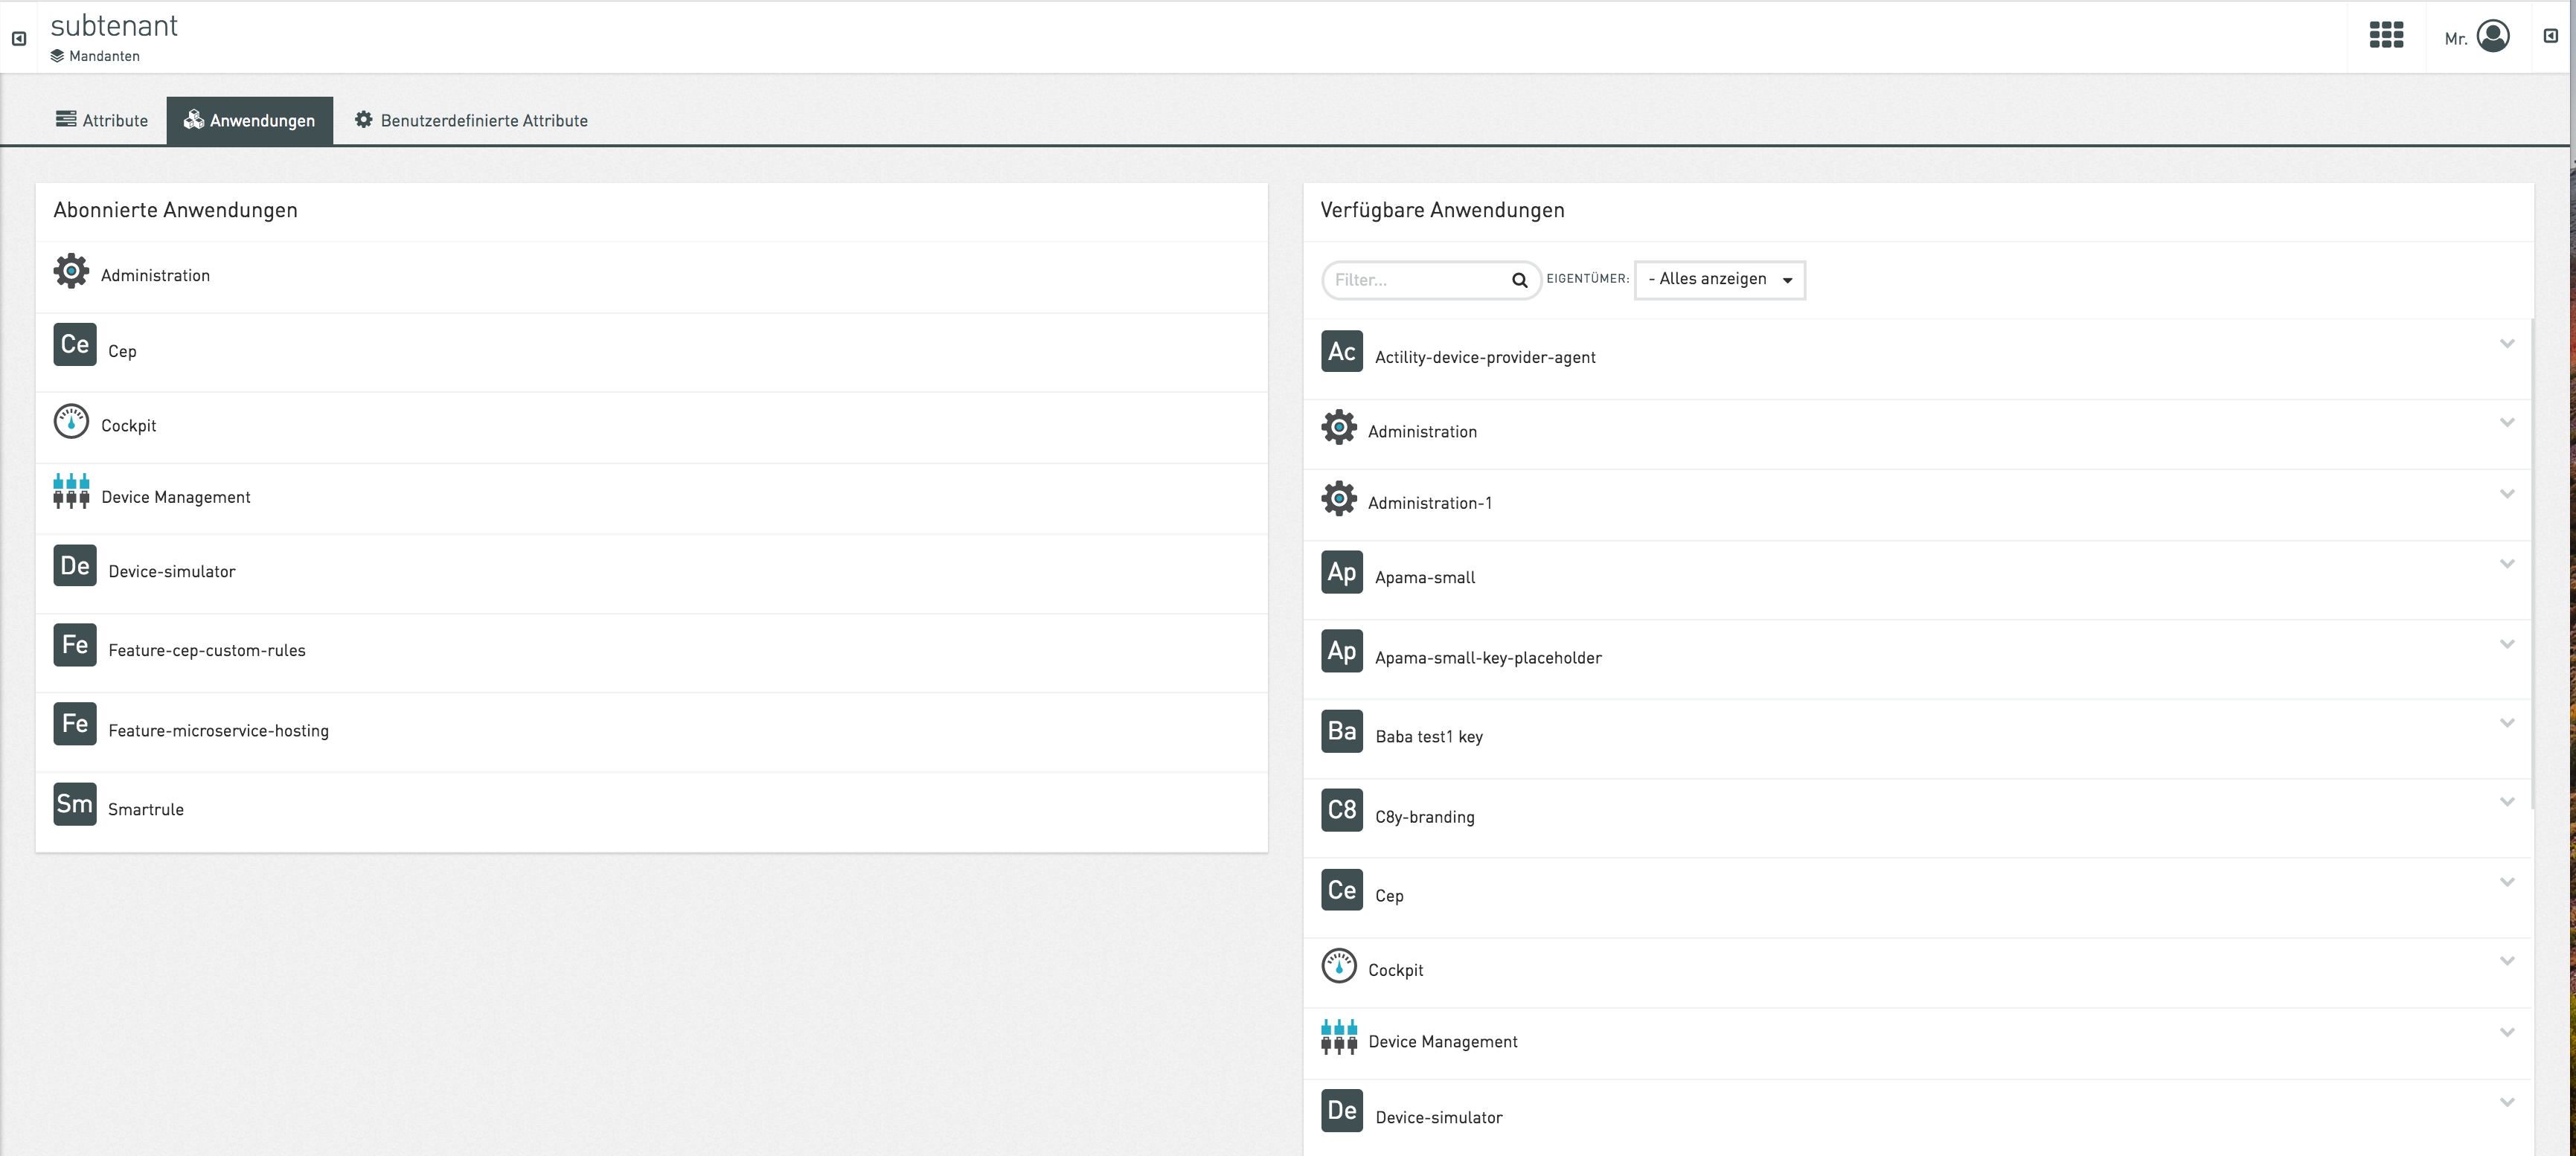 subtenant
Mandanten
Mr.
Attribute
Anwendungen
Benutzerdefinierte Attribute
Abonnierte Anwendungen
Administration
Ce Cep
Cockpit
Device Management
De Device-simulator
Fe Feature-cep-custom-rules
Fe Feature-microservice-hosting
Sm Smartrule
Verfügbare Anwendungen
Filter... EIGENTÜMER: - Alles anzeigen
Ac Actility-device-provider-agent
Administration
Administration-1
Ap Apama-small
Ap Apama-small-key-placeholder
Ba Baba test1 key
C8 C8y-branding
Ce Cep
Cockpit
Device Management
De Device-simulator